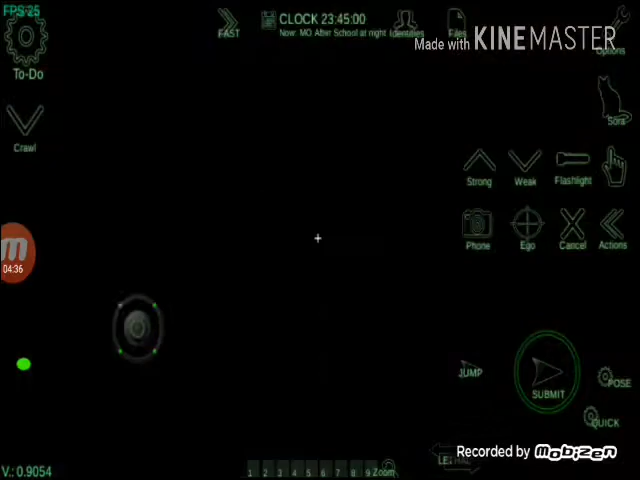 FPS:25
CLOCK 23:45:00
Now: MO After School at night
Identities
Files
Made with KINEMASTER
Options
FAST
To-Do
Sora
Crawl
Strong
Weak
Flashlight
Phone
Ego
Cancel
Actions
04:36
JUMP
SUBMIT
POSE
QUICK
Recorded by Mobizen
V.: 0.9054
1 2 3 4 5 6 7 8 9 Zoom